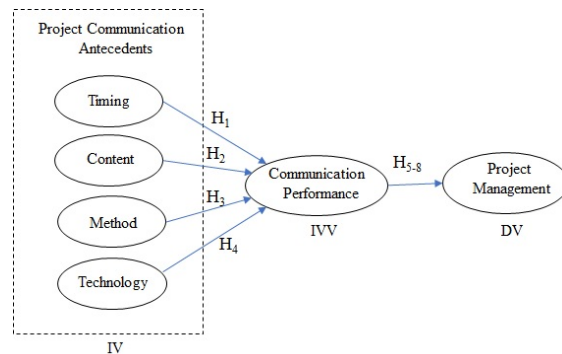 Project Communication
Antecedents
Timing
H1
Content
H2
Communication
Performance
H5-8
Project
Management
Method
H3
IVV
DV
H4
Technology
IV